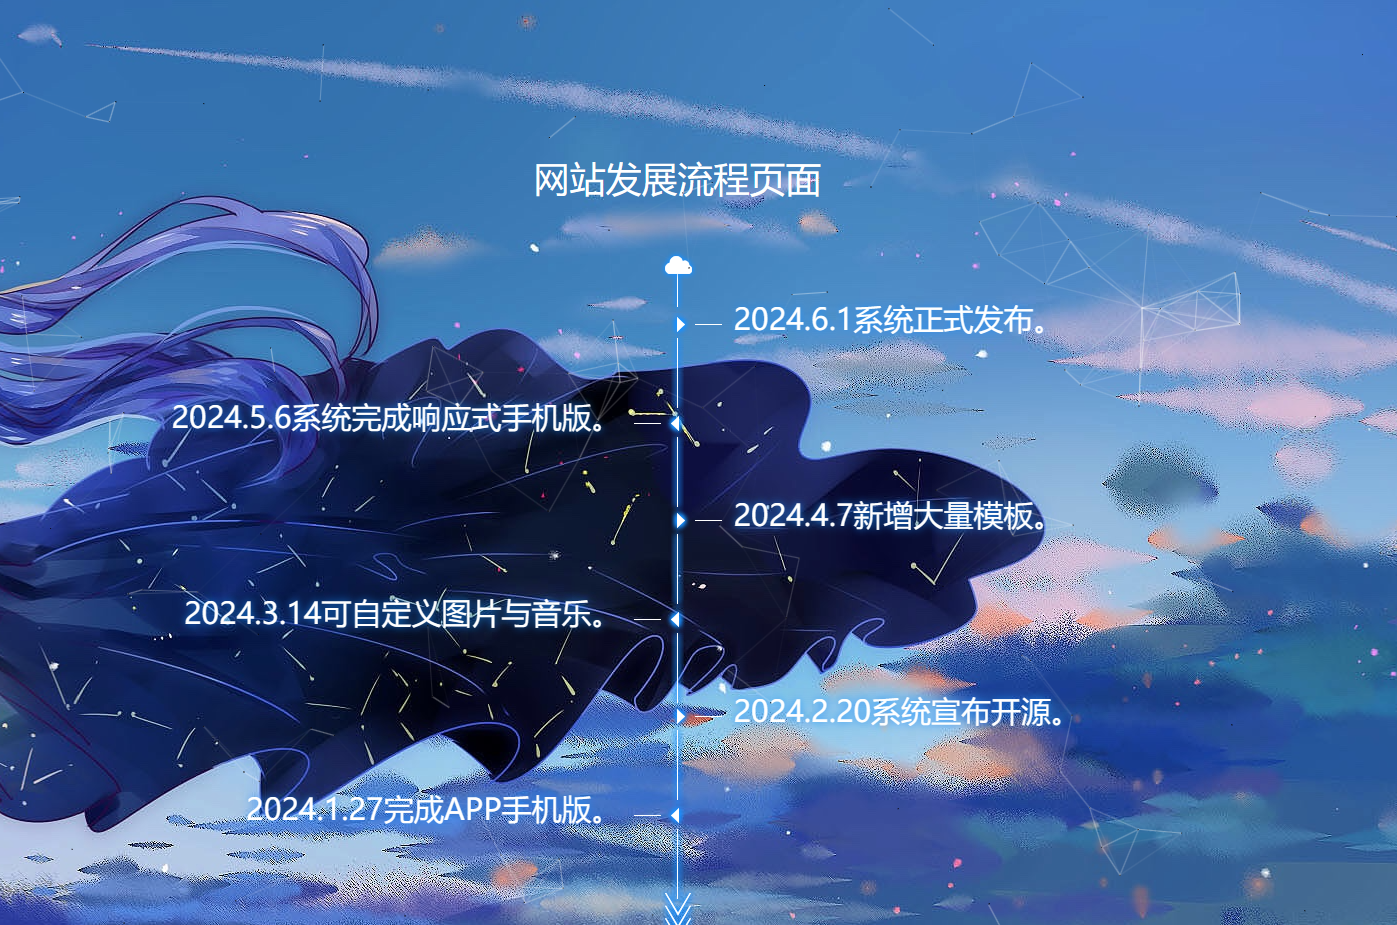 网站发展流程页面
2024.6.1系统正式发布。
2024.5.6系统完成响应式手机版。
2024.4.7新增大量模板。
2024.3.14可自定义图片与音乐。
2024.2.20系统宣布开源。
2024.1.27完成APP手机版。